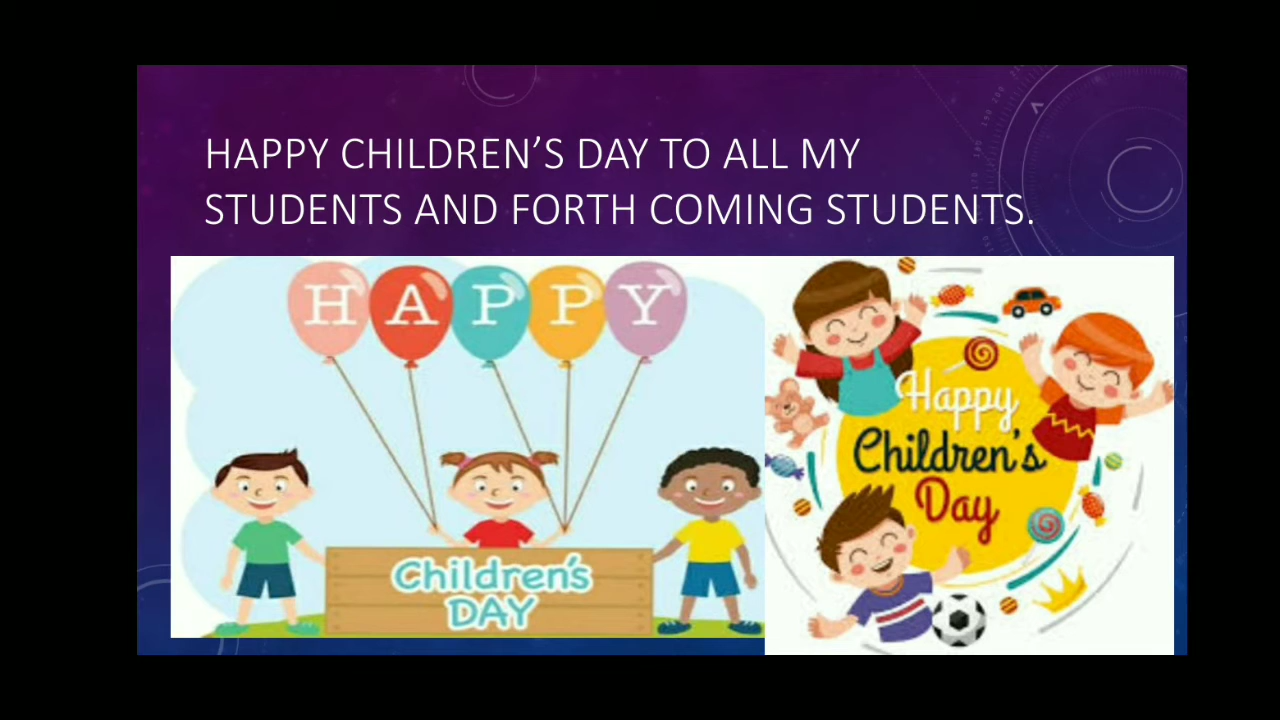 HAPPY CHILDREN’S DAY TO ALL MY
STUDENTS AND FORTH COMING STUDENTS.
HAPPY
Children's
DAY
Happy
Children's
Day